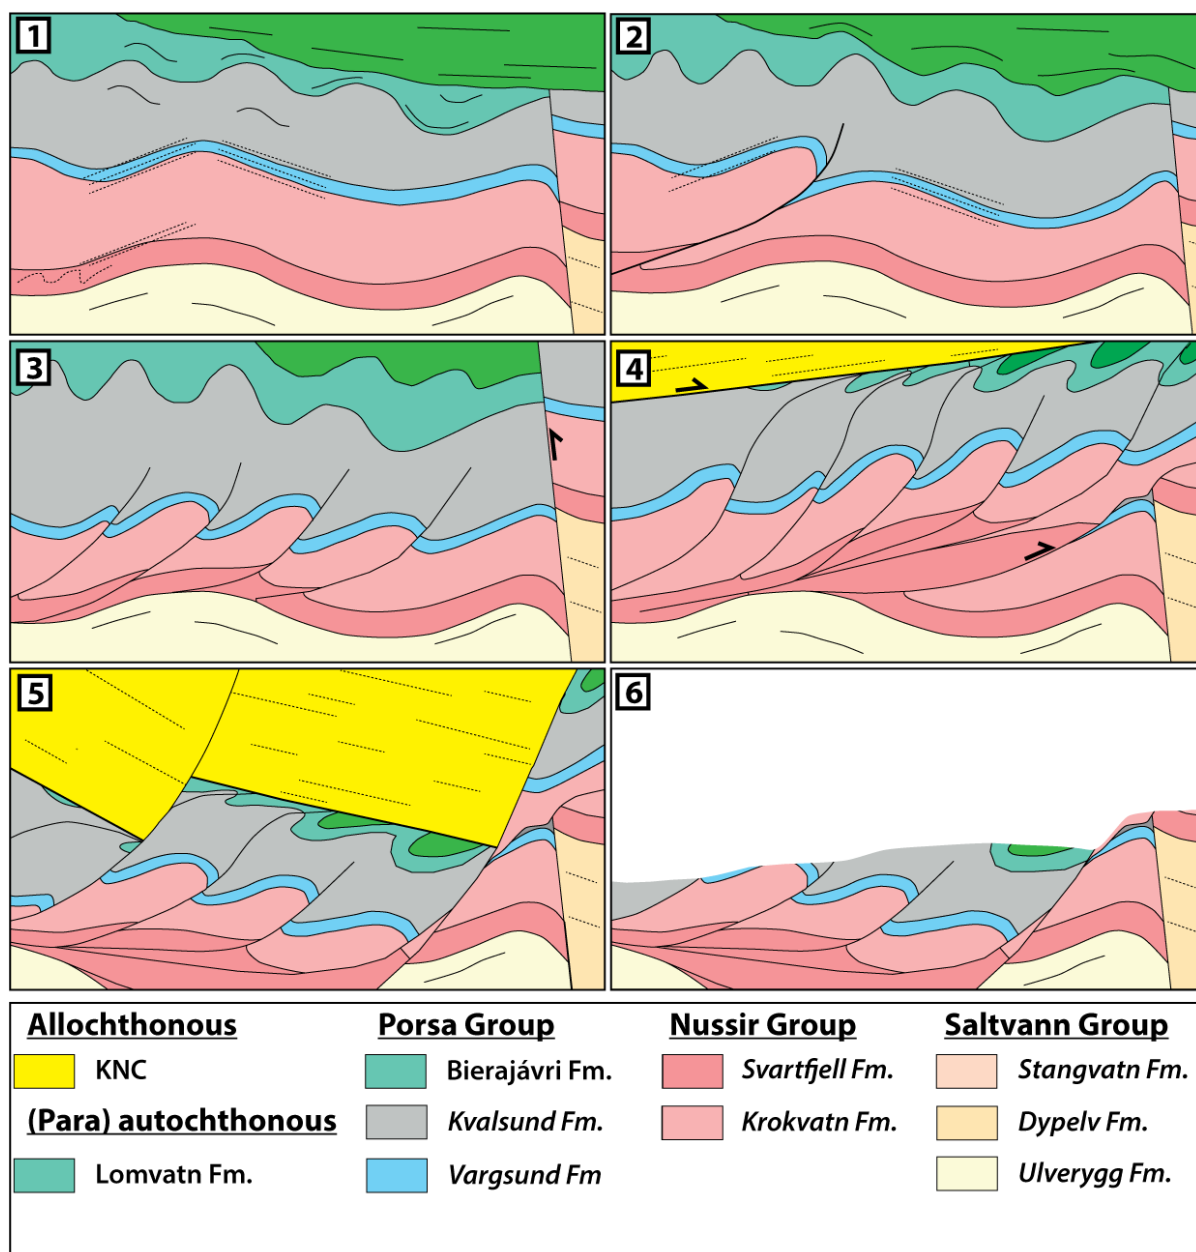 1
2
3
4
5
6
Allochthonous
KNC
(Para) autochthonous
Lomvatn Fm.
Porsa Group
Bierajávri Fm.
Kvalsund Fm.
Vargsund Fm
Nussir Group
Svartfjell Fm.
Krokvatn Fm.
Saltvann Group
Stangvatn Fm.
Dypelv Fm.
Ulverygg Fm.